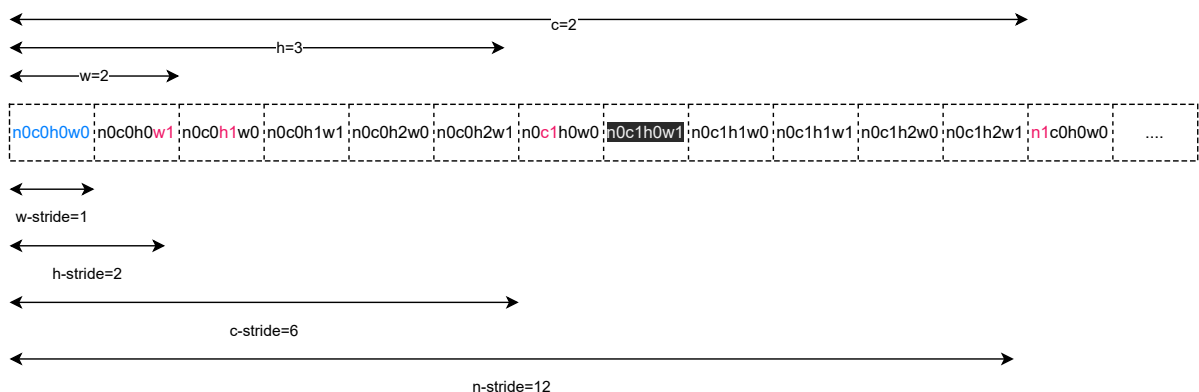 c=2
h=3
w=2
n0c0h0w0 n0c0h0w1 n0c0h1w0 n0c0h1w1 n0c0h2w0 n0c0h2w1 n0c1h0w0 n0c1h0w1 n0c1h1w0 n0c1h1w1 n0c1h2w0 n0c1h2w1 n1c0h0w0 ....
w-stride=1
h-stride=2
c-stride=6
n-stride=12